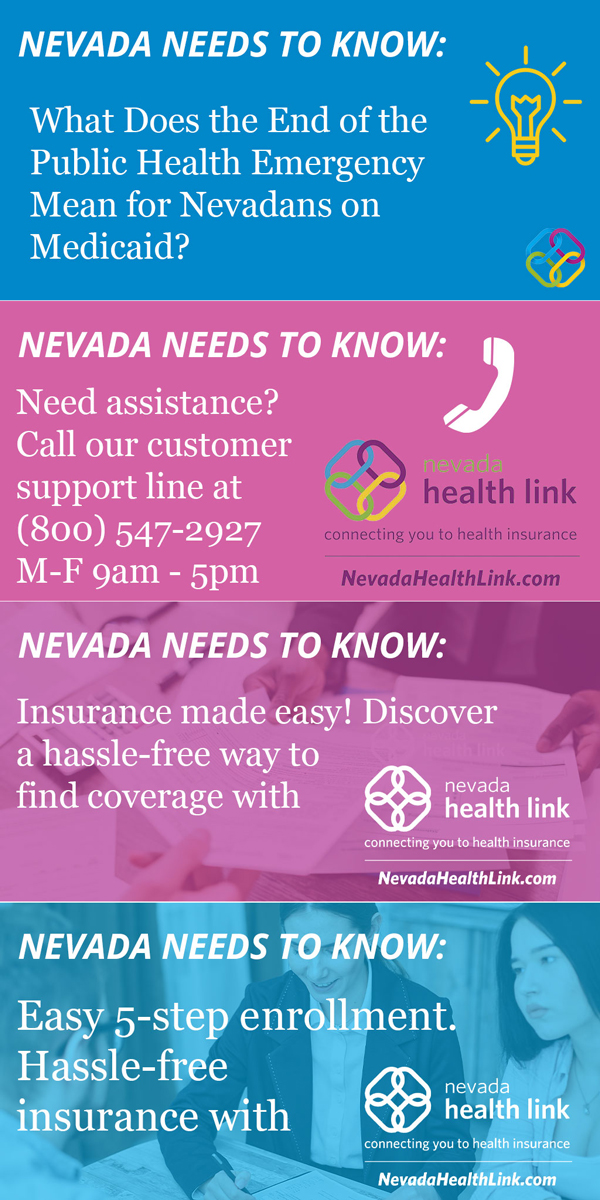 NEVADA NEEDS TO KNOW:
What Does the End of the
Public Health Emergency
Mean for Nevadans on
Medicaid?
NEVADA NEEDS TO KNOW:
Need assistance?
Call our customer
support line at
(800) 547-2927
M-F 9am - 5pm
nevada
health link
connecting you to health insurance
NevadaHealthLink.com
NEVADA NEEDS TO KNOW:
Insurance made easy! Discover
a hassle-free way to
find coverage with
health link
nevada
health link
connecting you to health insurance
NevadaHealthLink.com
NEVADA NEEDS TO KNOW:
Easy 5-step enrollment.
Hassle-free
insurance with
nevada
health link
connecting you to health insurance
NevadaHealthLink.com